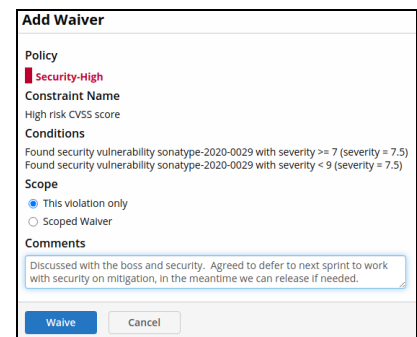 Add Waiver
Policy
Security-High
Constraint Name
High risk CVSS score
Conditions
Found security vulnerability sonatype-2020-0029 with severity >= 7 (severity = 7.5)
Found security vulnerability sonatype-2020-0029 with severity < 9 (severity = 7.5)
Scope
This violation only
Scoped Waiver
Comments
Discussed with the boss and security.  Agreed to defer to next sprint to work
with security on mitigation, in the meantime we can release if needed.
Waive Cancel